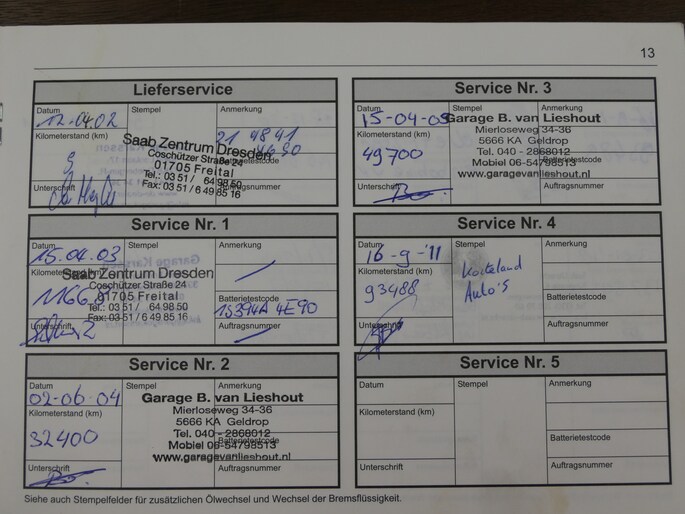 13
Lieferservice
Datum Stempel Anmerkung
12.04.02
Kilometerstand (km)
21 4841
4690
Saab Zentrum Dresden
Coschützer Straße 24
01705 Freital
Tel.: 03 51 / 64 98 50
Fax: 03 51 / 6 49 85 16
Batterietestcode
Unterschrift
Auftragsnummer
Service Nr. 1
Datum Stempel Anmerkung
15.04.03
Kilometerstand (km)
Saab Zentrum Dresden
Coschützer Straße 24
01705 Freital
Tel.: 03 51 / 64 98 50
Fax: 03 51 / 6 49 85 16
Batterietestcode
Unterschrift
Auftragsnummer
Service Nr. 2
Datum Stempel Anmerkung
02-06-04
Kilometerstand (km)
32400
Garage B. van Lieshout
Mierloseweg 34-36
5666 KA Geldrop
Tel. 040 - 2868012
Mobiel 06-54798513
www.garagevanlieshout.nl
Batterietestcode
Unterschrift
Auftragsnummer
Service Nr. 3
Datum Stempel Anmerkung
15-04-05
Kilometerstand (km)
49700
Garage B. van Lieshout
Mierloseweg 34-36
5666 KA Geldrop
Tel. 040 - 2868012
Mobiel 06-54798513
www.garagevanlieshout.nl
Batterietestcode
Unterschrift
Auftragsnummer
Service Nr. 4
Datum Stempel Anmerkung
16-9-'11
Kilometerstand (km)
93488
Auto's
Batterietestcode
Unterschrift
Auftragsnummer
Service Nr. 5
Datum Stempel Anmerkung
Kilometerstand (km)
Batterietestcode
Unterschrift
Auftragsnummer
Siehe auch Stempelfelder für zusätzlichen Ölwechsel und Wechsel der Bremsflüssigkeit.